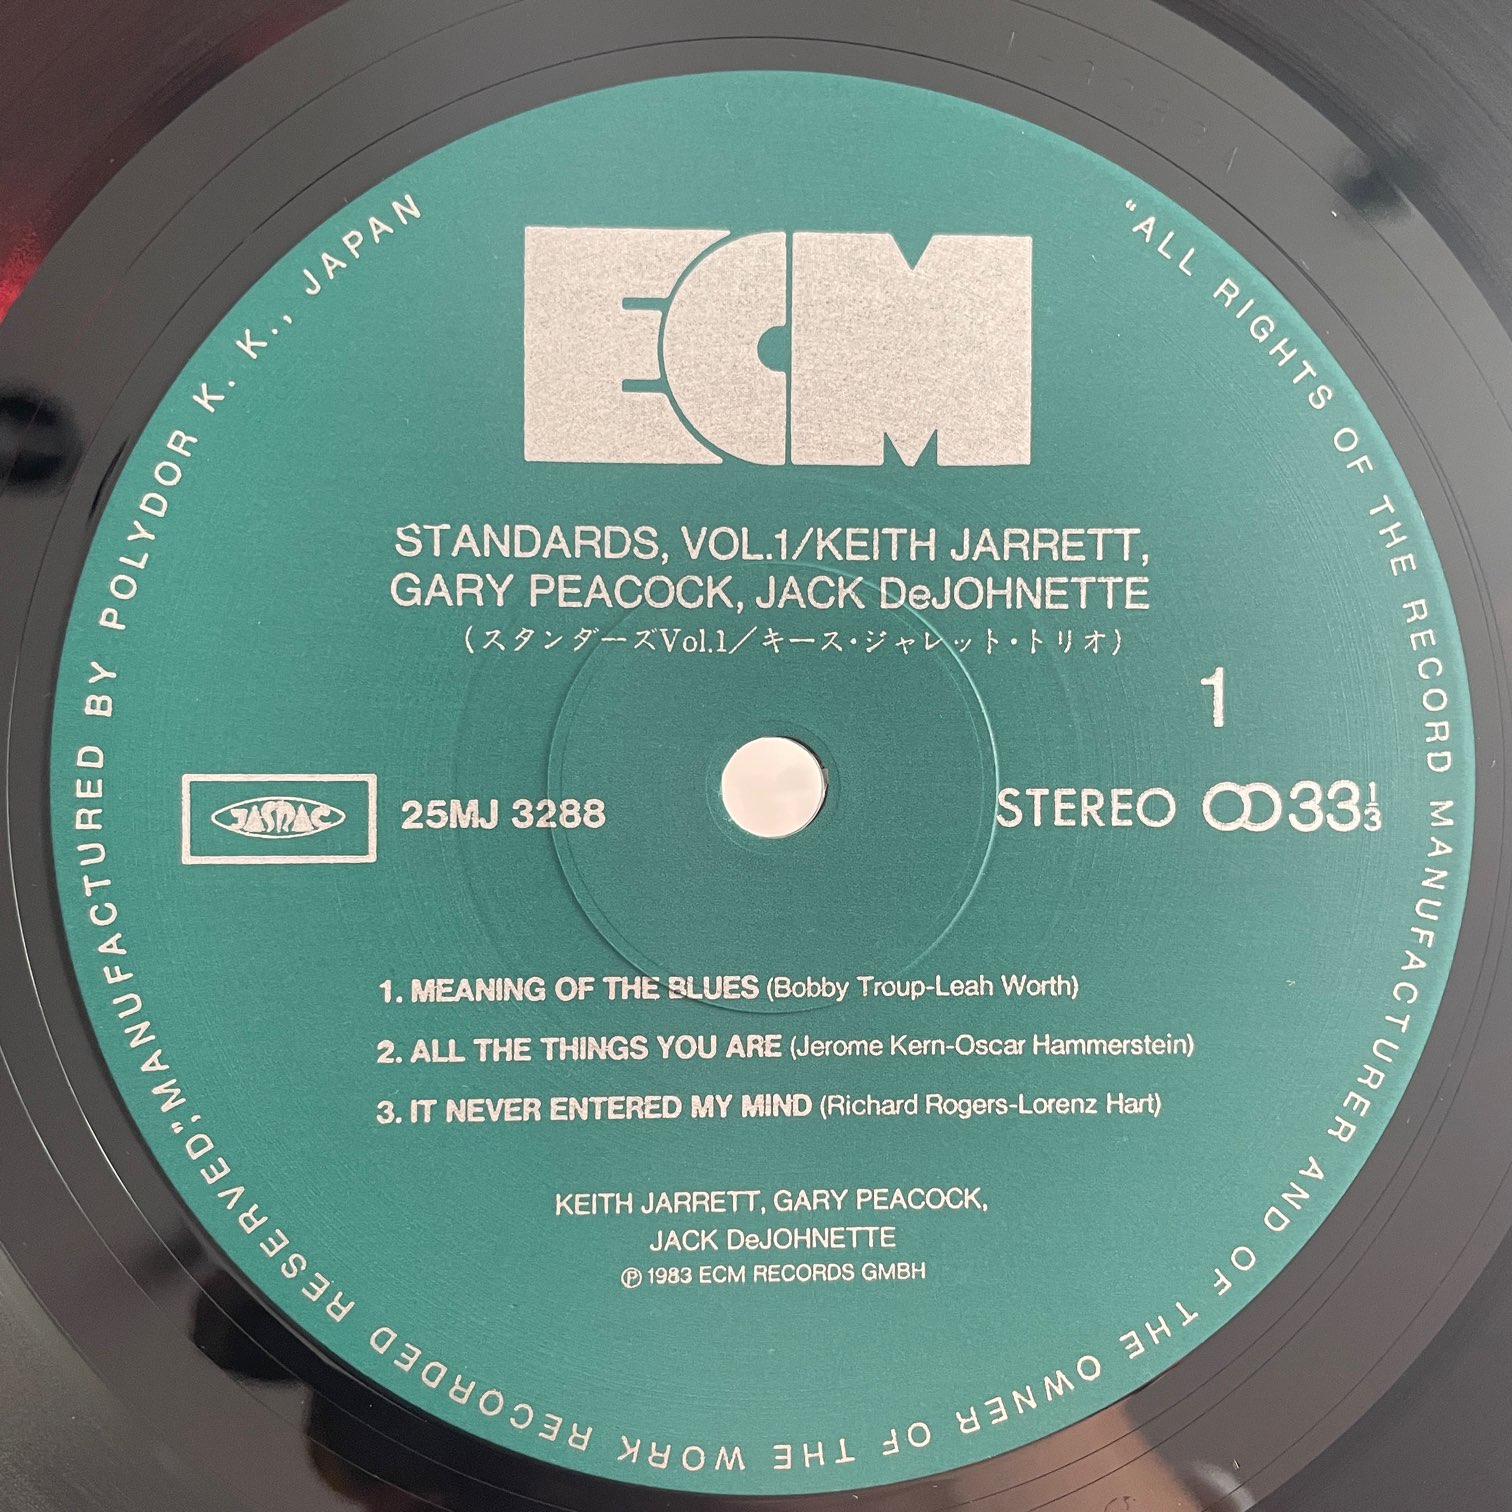 ECM
STANDARDS, VOL.1/KEITH JARRETT,
GARY PEACOCK, JACK DeJOHNETTE
(スタンダーズVol.1／キース・ジャレット・トリオ)
1
JASRAC
25MJ 3288
STEREO 33⅓
1. MEANING OF THE BLUES (Bobby Troup-Leah Worth)
2. ALL THE THINGS YOU ARE (Jerome Kern-Oscar Hammerstein)
3. IT NEVER ENTERED MY MIND (Richard Rogers-Lorenz Hart)
KEITH JARRETT, GARY PEACOCK,
JACK DeJOHNETTE
Ⓟ 1983 ECM RECORDS GMBH
"ALL RIGHTS OF THE RECORD MANUFACTURER AND OF THE OWNER OF THE WORK RECORDED RESERVED," MANUFACTURED BY POLYDOR K. K., JAPAN